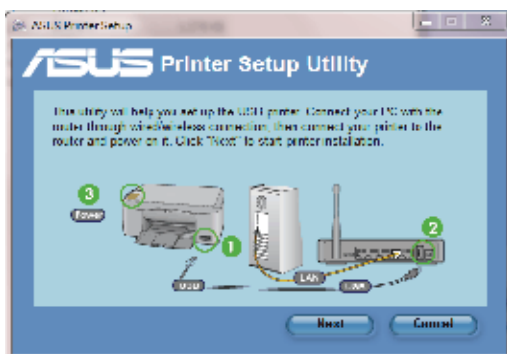 ASUS Printer Setup
ASUS Printer Setup Utility
This utility will help you set up the USB printer. Connect your PC with the
router through wired/wireless connection, then connect your printer to the
router and power on it. Click "Next" to start printer installation.
3
Power
1
2
LAN
USB
USB
Next
Cancel